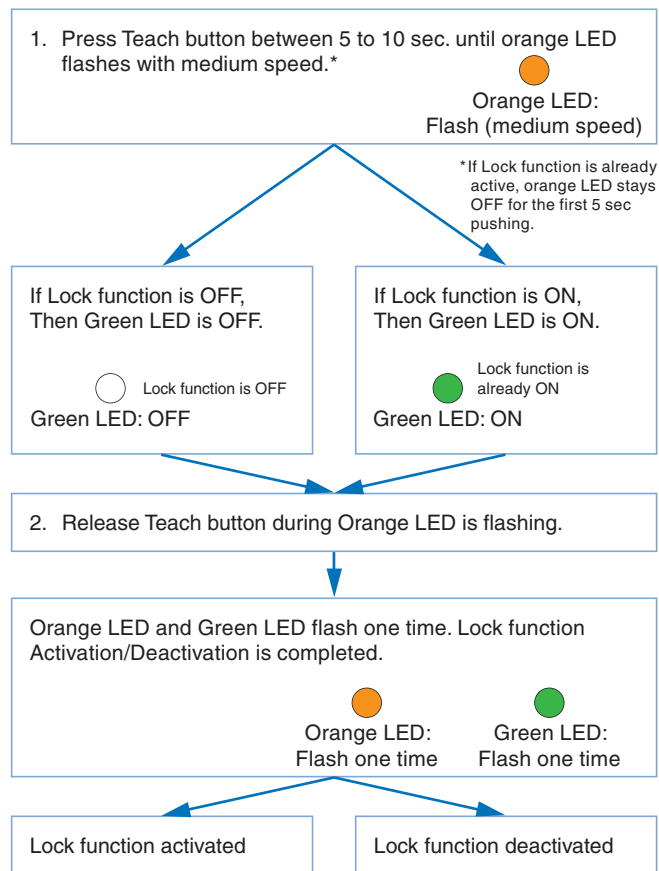 1. Press Teach button between 5 to 10 sec. until orange LED
flashes with medium speed.*
Orange LED:
Flash (medium speed)
*If Lock function is already
active, orange LED stays
OFF for the first 5 sec
pushing.
If Lock function is OFF,
Then Green LED is OFF.
Lock function is OFF
Green LED: OFF
If Lock function is ON,
Then Green LED is ON.
Lock function is
already ON
Green LED: ON
2. Release Teach button during Orange LED is flashing.
Orange LED and Green LED flash one time. Lock function
Activation/Deactivation is completed.
Orange LED:
Flash one time
Green LED:
Flash one time
Lock function activated
Lock function deactivated